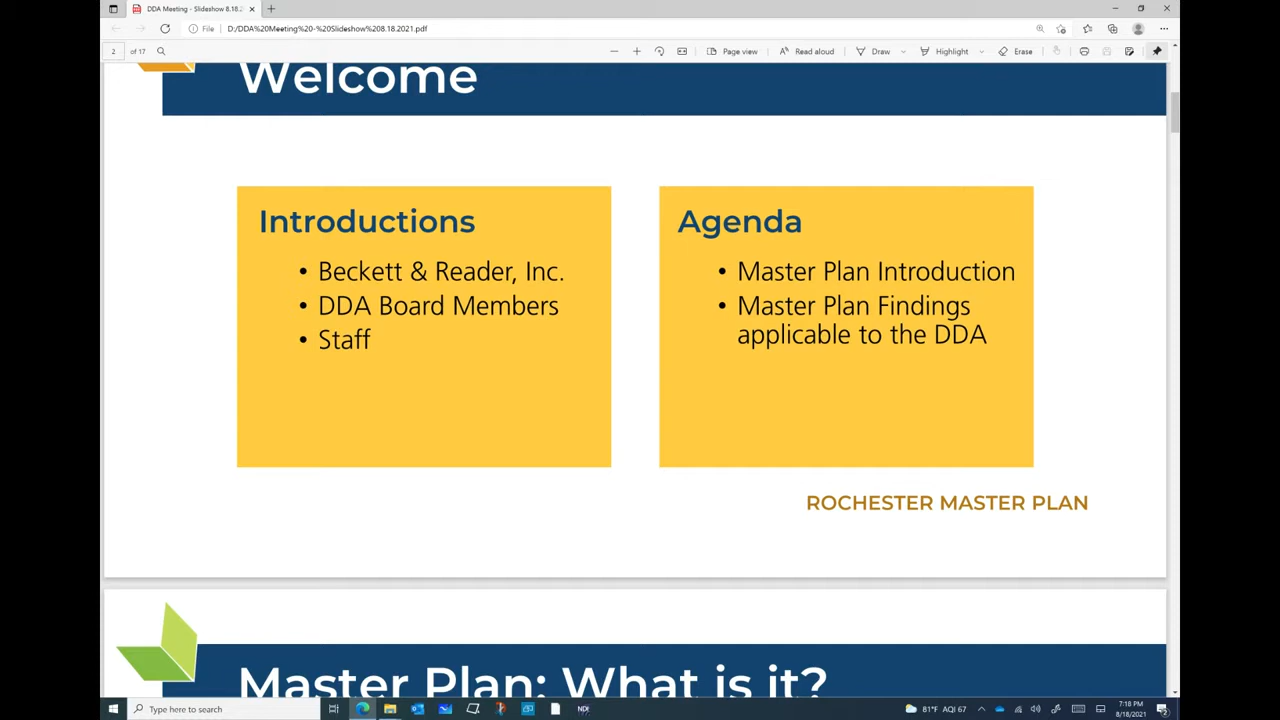 DDA Meeting - Slideshow 8.18.2
File D:/DDA%20Meeting%20-%20Slideshow%208.18.2021.pdf
2 of 17 Page view Read aloud Draw Highlight Erase
Welcome
Introductions
• Beckett & Reader, Inc.
• DDA Board Members
• Staff
Agenda
• Master Plan Introduction
• Master Plan Findings
applicable to the DDA
ROCHESTER MASTER PLAN
Master Plan: What is it?
Type here to search
81°F AQI 67
7:18 PM
8/18/2021